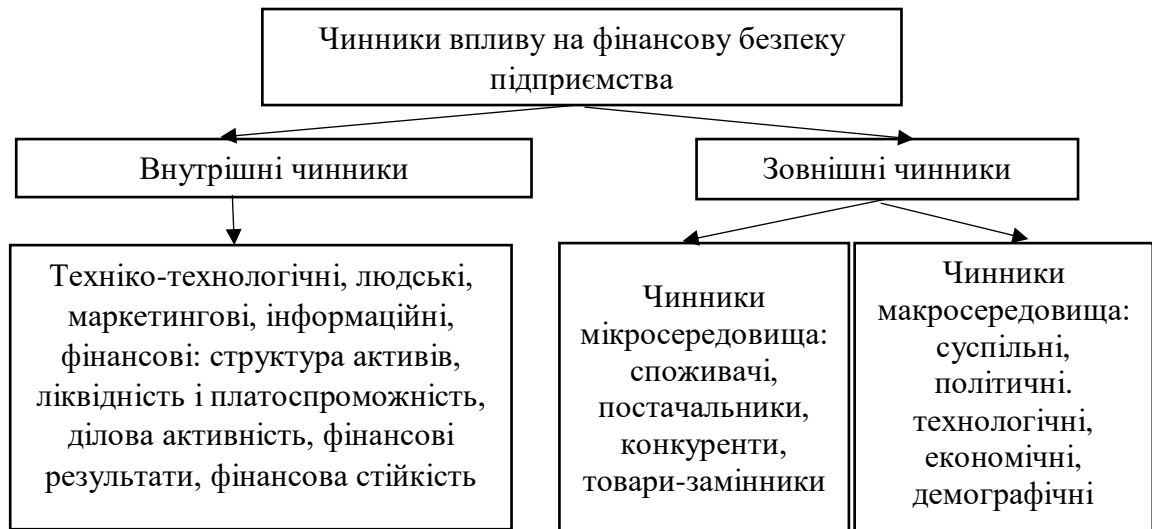 Чинники впливу на фінансову безпеку
підприємства
Внутрішні чинники
Зовнішні чинники
Техніко-технологічні, людські,
маркетингові, інформаційні,
фінансові: структура активів,
ліквідність і платоспроможність,
ділова активність, фінансові
результати, фінансова стійкість
Чинники
мікросередовища:
споживачі,
постачальники,
конкуренти,
товари-замінники
Чинники
макросередовища:
суспільні,
політичні.
технологічні,
економічні,
демографічні